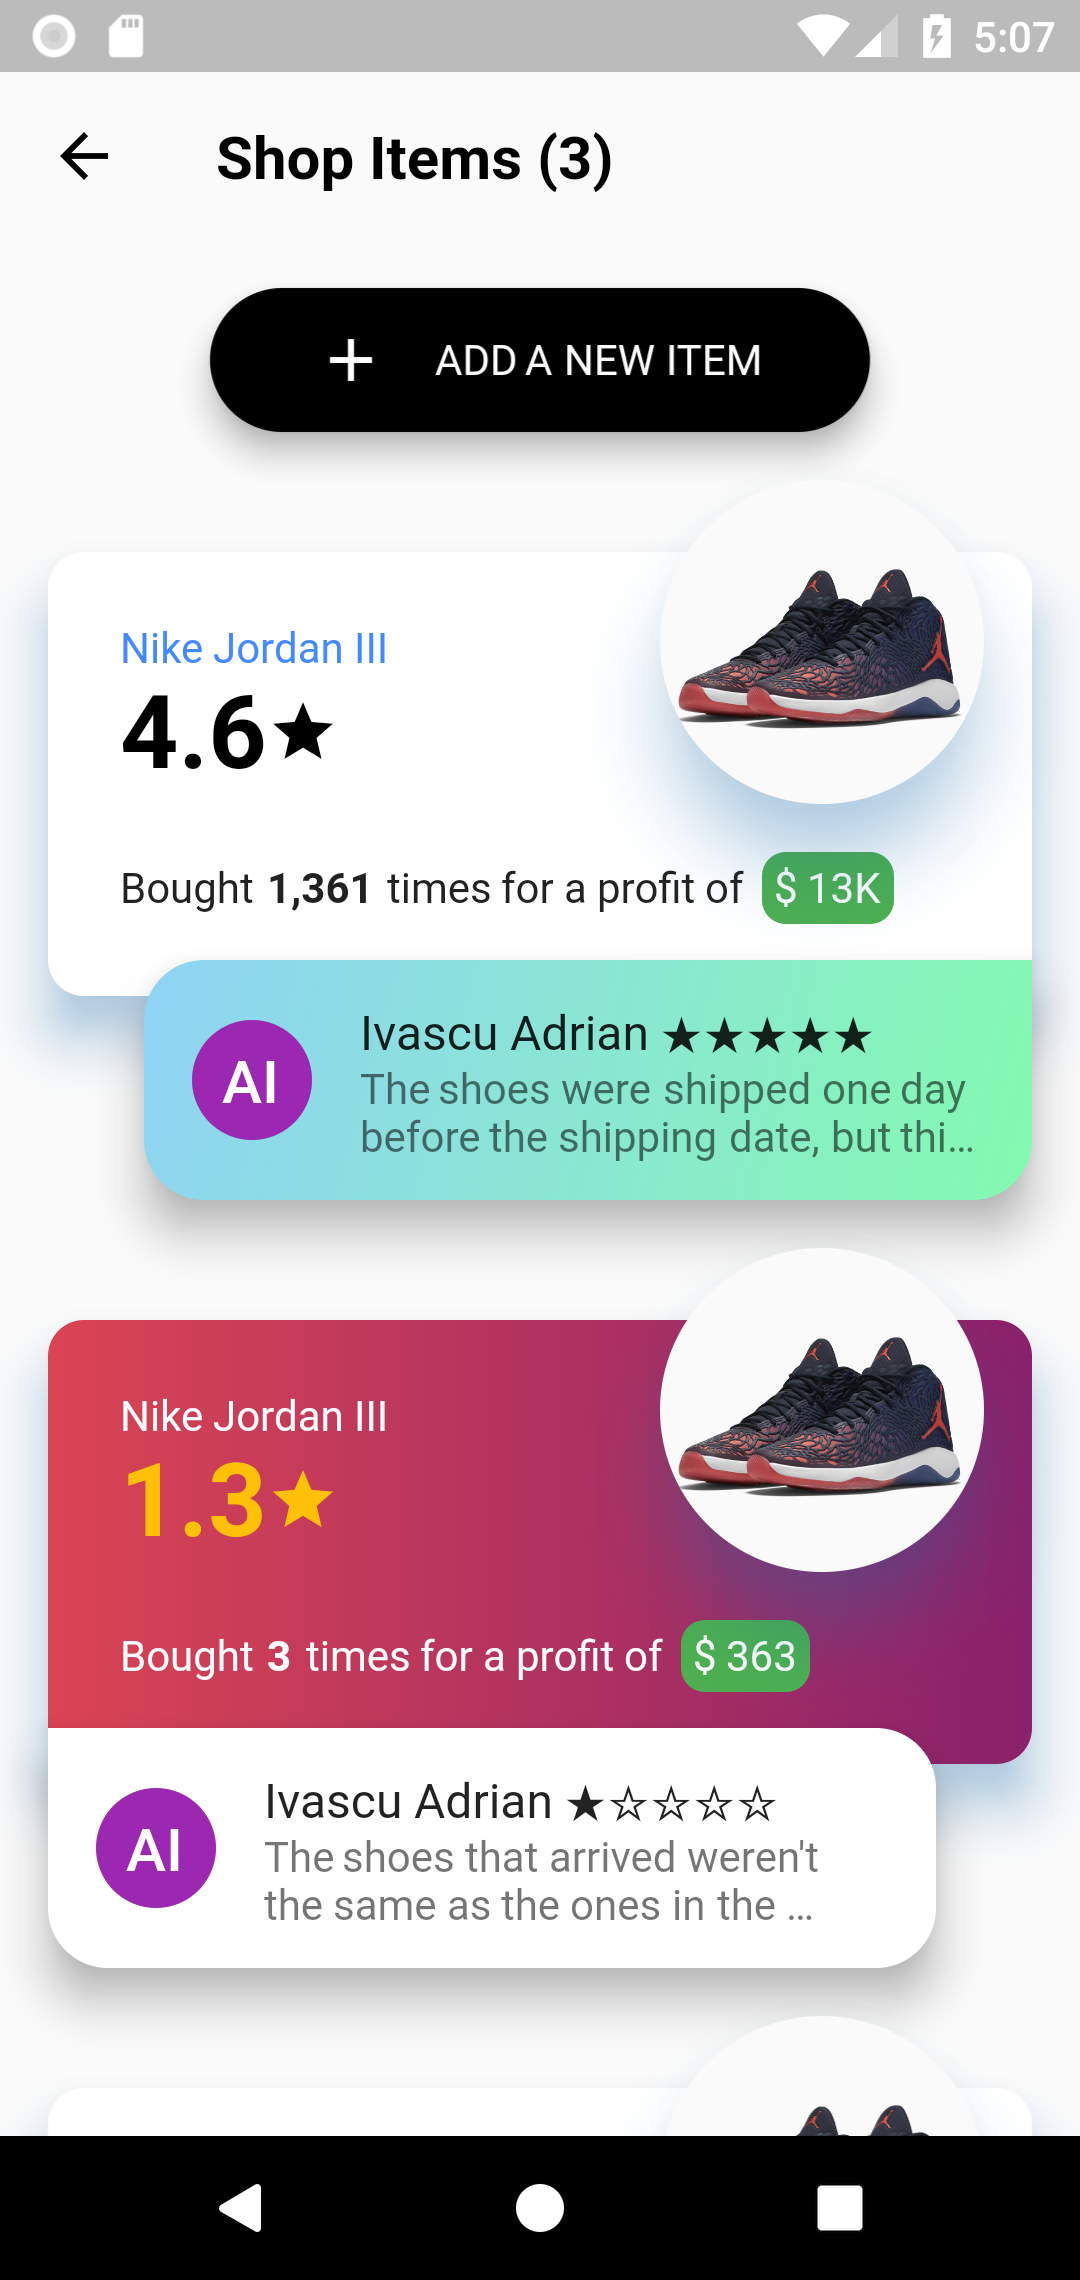 5:07
Shop Items (3)
ADD A NEW ITEM
Nike Jordan III
4.6★
Bought 1,361 times for a profit of $ 13K
AI
Ivascu Adrian ★★★★★
The shoes were shipped one day
before the shipping date, but thi…
Nike Jordan III
1.3★
Bought 3 times for a profit of $ 363
AI
Ivascu Adrian ★☆☆☆☆
The shoes that arrived weren't
the same as the ones in the …